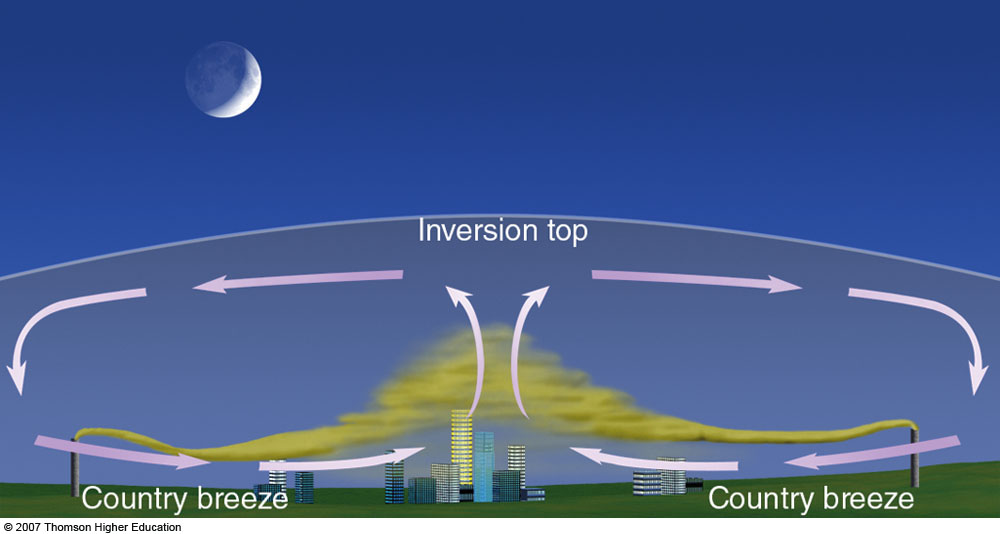 Inversion top
Country breeze
Country breeze
© 2007 Thomson Higher Education